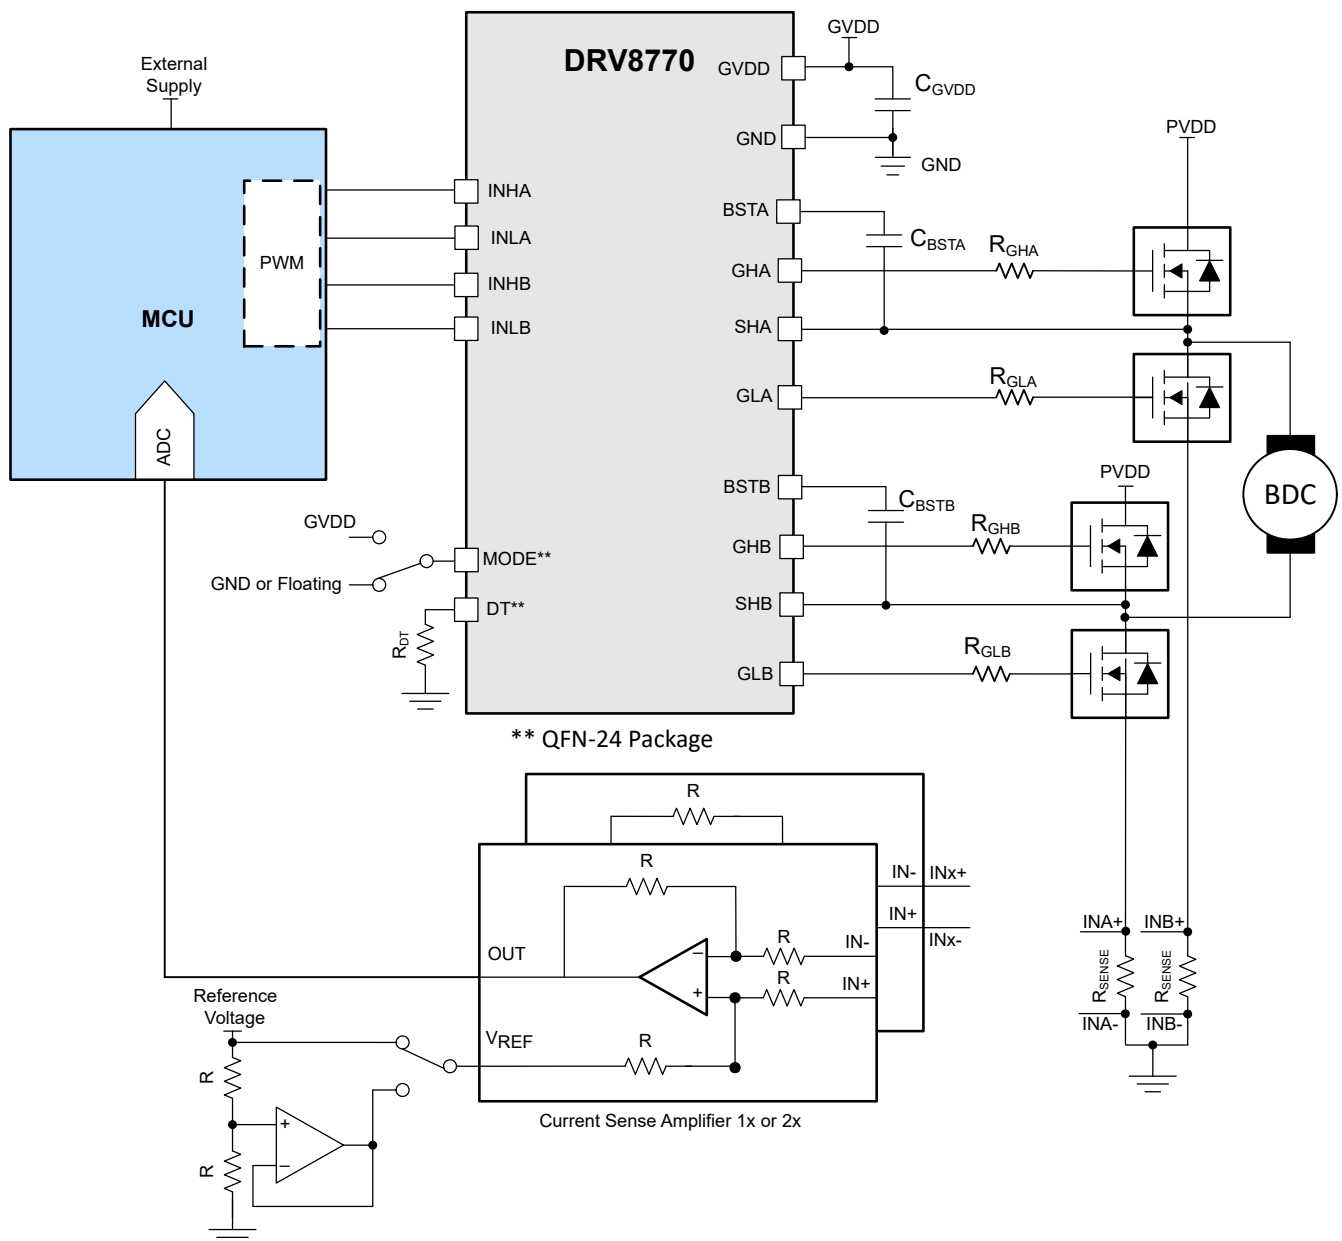 External
Supply
MCU
PWM
ADC
DRV8770
INHA
INLA
INHB
INLB
MODE**
DT**
GVDD
GND or Floating
RDT
GVDD
GND
BSTA
GHA
SHA
GLA
BSTB
GHB
SHB
GLB
GVDD
CGVDD
GND
CBSTA
RGHA
RGLA
PVDD
CBSTB
RGHB
RGLB
PVDD
BDC
** QFN-24 Package
R
R
IN- INx+
IN+
INx-
OUT
R
IN-
R
IN+
−
+
VREF
R
Current Sense Amplifier 1x or 2x
Reference
Voltage
R
R
+
−
INA+ INB+
RSENSE
RSENSE
INA- INB-